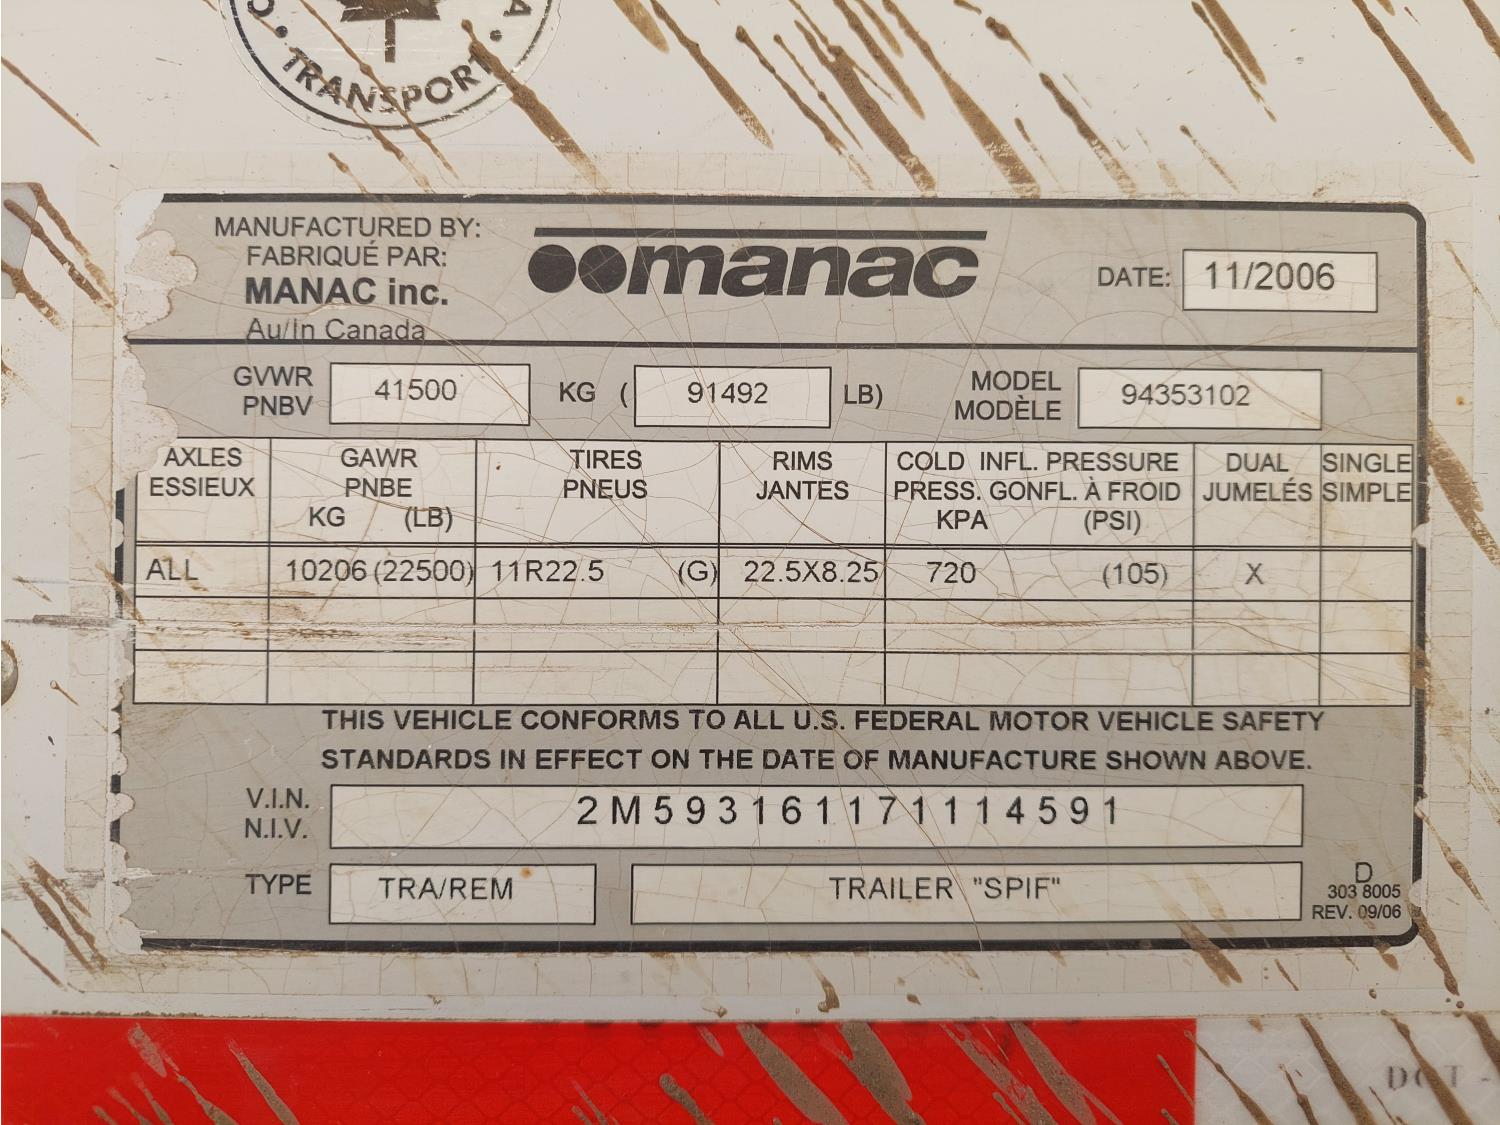 • TRANSPORT •
MANUFACTURED BY:
FABRIQUÉ PAR:
MANAC inc.
Au/In Canada
manac
DATE: 11/2006
GVWR
PNBV
41500 KG ( 91492 LB)
MODEL
MODÈLE
94353102
AXLES GAWR TIRES RIMS COLD INFL. PRESSURE DUAL SINGLE
ESSIEUX PNBE PNEUS JANTES PRESS. GONFL. À FROID JUMELÉS SIMPLE
KG (LB) KPA (PSI)
ALL 10206 (22500) 11R22.5 (G) 22.5X8.25 720 (105) X
THIS VEHICLE CONFORMS TO ALL U.S. FEDERAL MOTOR VEHICLE SAFETY
STANDARDS IN EFFECT ON THE DATE OF MANUFACTURE SHOWN ABOVE.
V.I.N.
N.I.V.
2M593161171114591
TYPE TRA/REM TRAILER "SPIF"
D
303 8005
REV. 09/06
DOT -